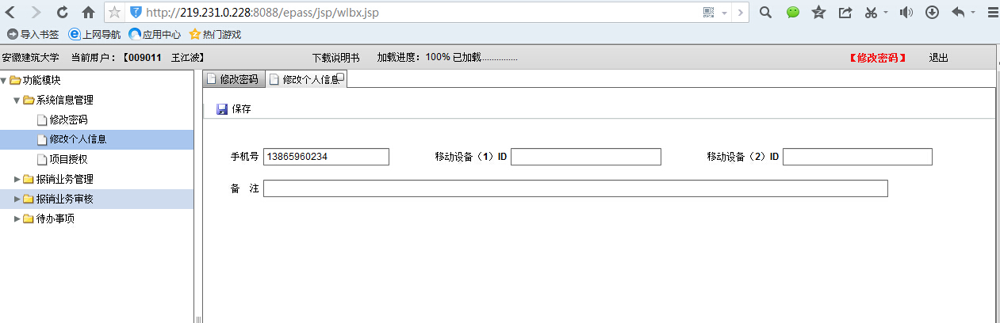 http://219.231.0.228:8088/epass/jsp/wlbx.jsp
导入书签 上网导航 应用中心 热门游戏
安徽建筑大学 当前用户：【009011 王江波】 下载说明书 加载进度：100% 已加载............... 【修改密码】 退出
功能模块
系统信息管理
修改密码
修改个人信息
项目授权
报销业务管理
报销业务审核
待办事项
修改密码 修改个人信息
保存
手机号 13865960234 移动设备（1）ID 移动设备（2）ID
备 注